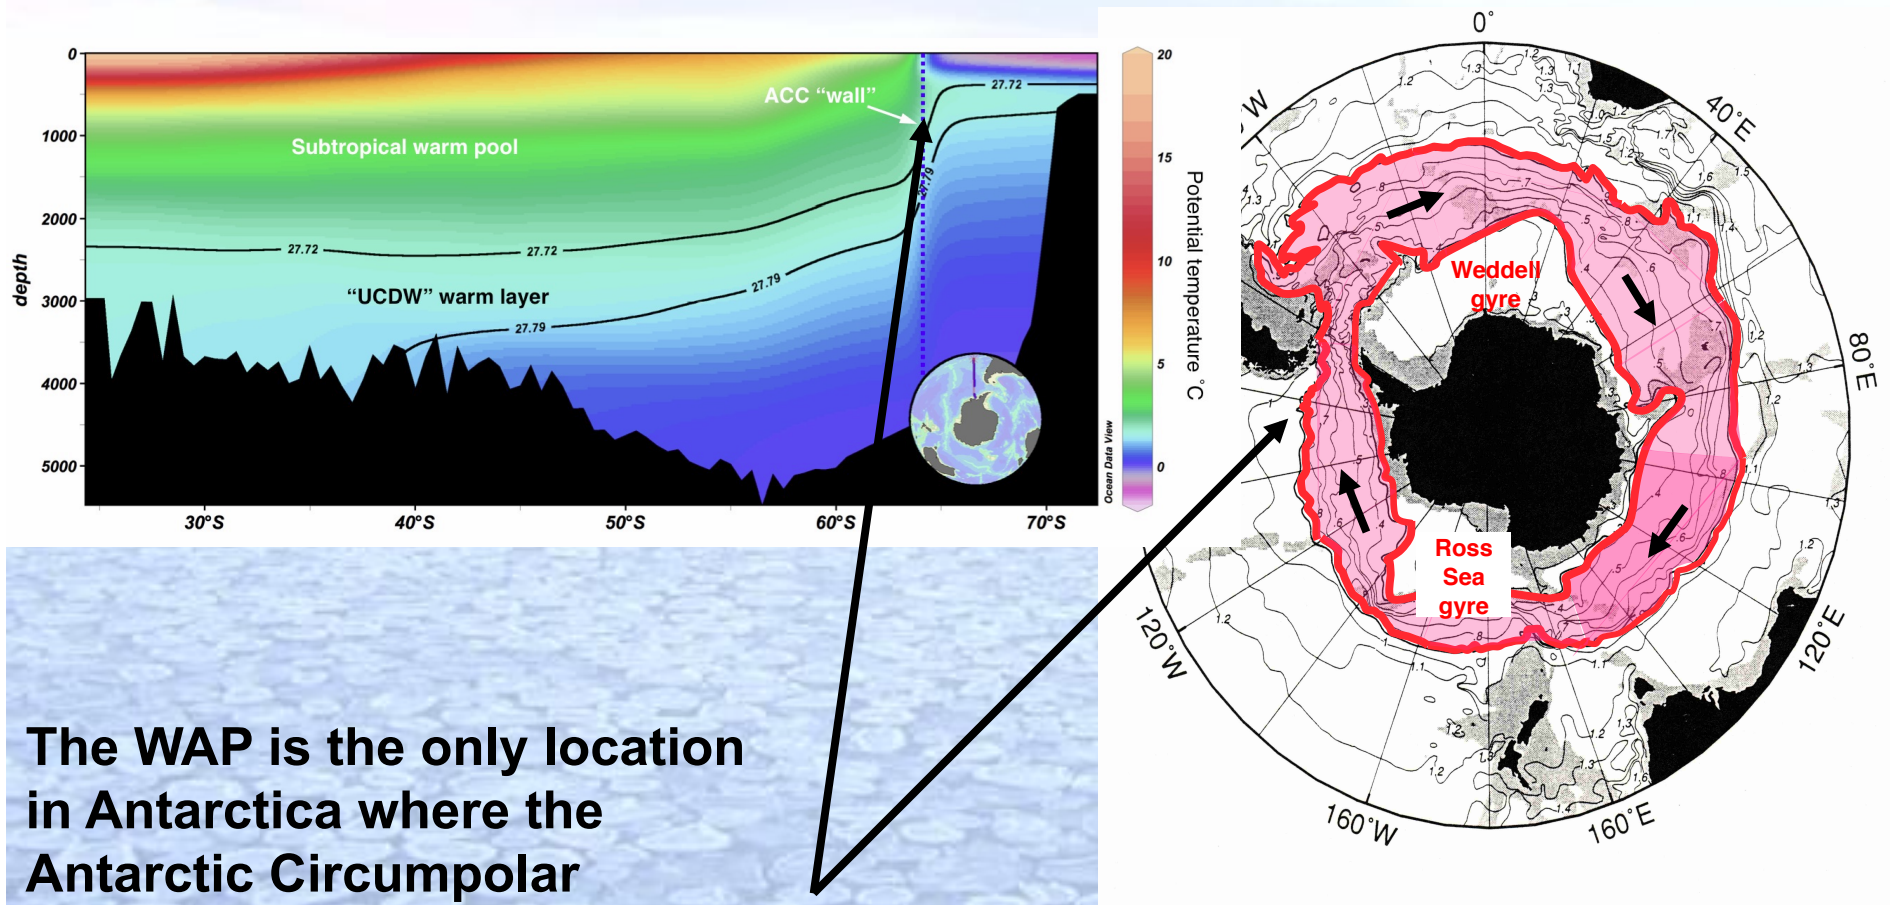 0
1000
2000
3000
4000
5000
depth
30°S
40°S
50°S
60°S
70°S
Subtropical warm pool
ACC “wall”
“UCDW” warm layer
27.72
27.72
27.72
27.79
27.79
27.79
20
15
10
5
0
Potential temperature ˚C
Ocean Data View
0˚
40˚E
80˚E
120˚E
160˚E
160˚W
120˚W
˚W
Weddell
gyre
Ross
Sea
gyre
The WAP is the only location
in Antarctica where the
Antarctic Circumpolar